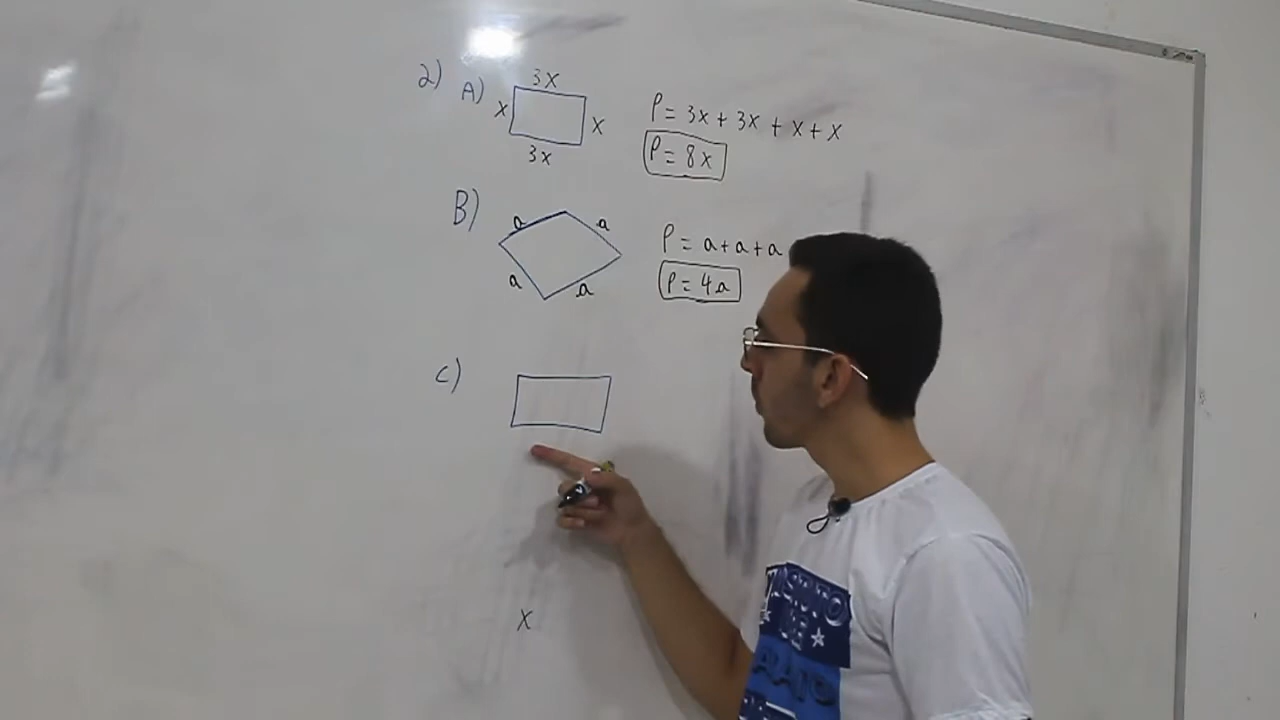 2) A) 3x
x x
3x
P = 3x + 3x + x + x
P = 8x
B) a a
a a
P = a + a + a
P = 4a
C)
x